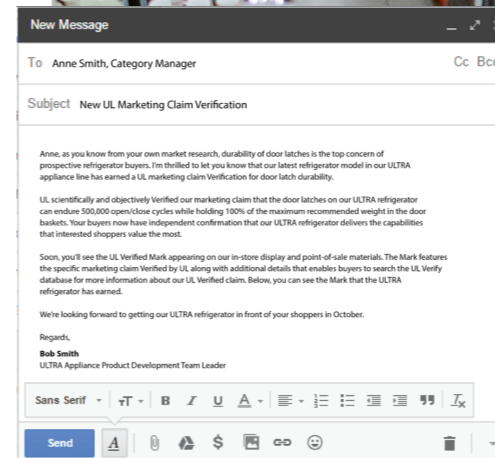 New Message
To Anne Smith, Category Manager Cc Bcc
Subject New UL Marketing Claim Verification
Anne, as you know from your own market research, durability of door latches is the top concern of
prospective refrigerator buyers. I'm thrilled to let you know that our latest refrigerator model in our ULTRA
appliance line has earned a UL marketing claim Verification for door latch durability.
UL scientifically and objectively Verified our marketing claim that the door latches on our ULTRA refrigerator
can endure 500,000 open/close cycles while holding 100% of the maximum recommended weight in the door
baskets. Your buyers now have independent confirmation that our ULTRA refrigerator delivers the capabilities
that interested shoppers value the most.
Soon, you'll see the UL Verified Mark appearing on our in-store display and point-of-sale materials. The Mark features
the specific marketing claim Verified by UL along with additional details that enables buyers to search the UL Verify
database for more information about our UL Verified claim. Below, you can see the Mark that the ULTRA
refrigerator has earned.
We're looking forward to getting our ULTRA refrigerator in front of your shoppers in October.
Regards,
Bob Smith
ULTRA Appliance Product Development Team Leader
Sans Serif
Send